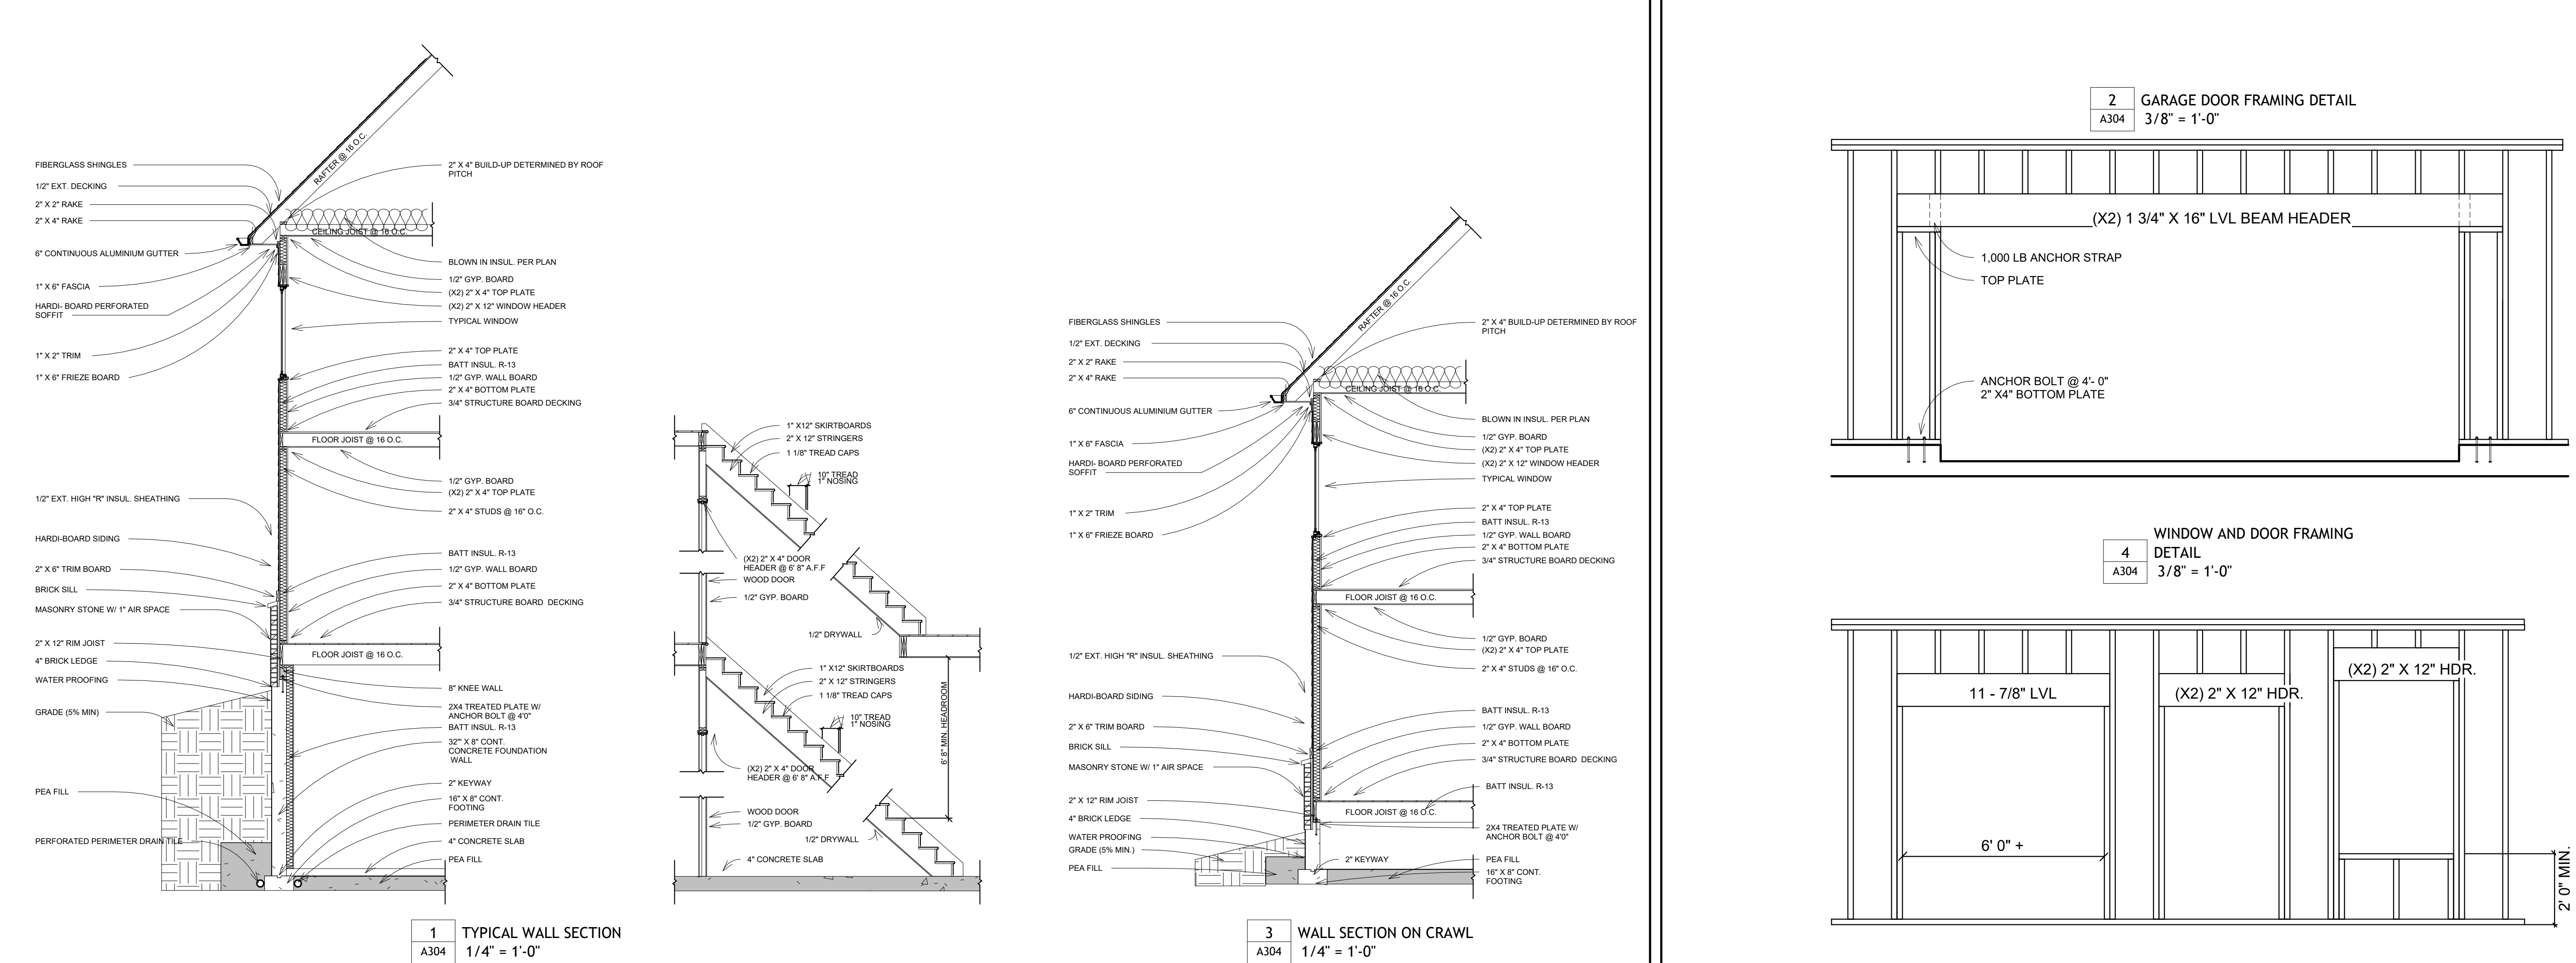 FIBERGLASS SHINGLES
1/2" EXT. DECKING
2" X 2" RAKE
2" X 4" RAKE
6" CONTINUOUS ALUMINIUM GUTTER
1" X 6" FASCIA
HARDI- BOARD PERFORATED
SOFFIT
1" X 2" TRIM
1" X 6" FRIEZE BOARD
1/2" EXT. HIGH "R" INSUL. SHEATHING
HARDI-BOARD SIDING
2" X 6" TRIM BOARD
BRICK SILL
MASONRY STONE W/ 1" AIR SPACE
2" X 12" RIM JOIST
4" BRICK LEDGE
WATER PROOFING
GRADE (5% MIN)
PEA FILL
PERFORATED PERIMETER DRAIN TILE
RAFTER @ 16 O.C.
CEILING JOIST @ 16 O.C.
FLOOR JOIST @ 16 O.C.
FLOOR JOIST @ 16 O.C.
2" X 4" BUILD-UP DETERMINED BY ROOF
PITCH
BLOWN IN INSUL. PER PLAN
1/2" GYP. BOARD
(X2) 2" X 4" TOP PLATE
(X2) 2" X 12" WINDOW HEADER
TYPICAL WINDOW
2" X 4" TOP PLATE
BATT INSUL. R-13
1/2" GYP. WALL BOARD
2" X 4" BOTTOM PLATE
3/4" STRUCTURE BOARD DECKING
1/2" GYP. BOARD
(X2) 2" X 4" TOP PLATE
2" X 4" STUDS @ 16" O.C.
BATT INSUL. R-13
1/2" GYP. WALL BOARD
2" X 4" BOTTOM PLATE
3/4" STRUCTURE BOARD DECKING
8" KNEE WALL
2X4 TREATED PLATE W/
ANCHOR BOLT @ 4'0"
BATT INSUL. R-13
32'" X 8" CONT.
CONCRETE FOUNDATION
WALL
2" KEYWAY
16" X 8" CONT.
FOOTING
PERIMETER DRAIN TILE
4" CONCRETE SLAB
PEA FILL
1
A304
TYPICAL WALL SECTION
1/4" = 1'-0"
1" X12" SKIRTBOARDS
2" X 12" STRINGERS
1 1/8" TREAD CAPS
10" TREAD
1" NOSING
(X2) 2" X 4" DOOR
HEADER @ 6' 8" A.F.F
WOOD DOOR
1/2" GYP. BOARD
1/2" DRYWALL
1" X12" SKIRTBOARDS
2" X 12" STRINGERS
1 1/8" TREAD CAPS
10" TREAD
1" NOSING
6' 8" MIN. HEADROOM
(X2) 2" X 4" DOOR
HEADER @ 6' 8" A.F.F
WOOD DOOR
1/2" GYP. BOARD
1/2" DRYWALL
4" CONCRETE SLAB
FIBERGLASS SHINGLES
1/2" EXT. DECKING
2" X 2" RAKE
2" X 4" RAKE
6" CONTINUOUS ALUMINIUM GUTTER
1" X 6" FASCIA
HARDI- BOARD PERFORATED
SOFFIT
1" X 2" TRIM
1" X 6" FRIEZE BOARD
1/2" EXT. HIGH "R" INSUL. SHEATHING
HARDI-BOARD SIDING
2" X 6" TRIM BOARD
BRICK SILL
MASONRY STONE W/ 1" AIR SPACE
2" X 12" RIM JOIST
4" BRICK LEDGE
WATER PROOFING
GRADE (5% MIN.)
PEA FILL
RAFTER @ 16 O.C.
CEILING JOIST @ 16 O.C.
FLOOR JOIST @ 16 O.C.
FLOOR JOIST @ 16 O.C.
2" KEYWAY
2" X 4" BUILD-UP DETERMINED BY ROOF
PITCH
BLOWN IN INSUL. PER PLAN
1/2" GYP. BOARD
(X2) 2" X 4" TOP PLATE
(X2) 2" X 12" WINDOW HEADER
TYPICAL WINDOW
2" X 4" TOP PLATE
BATT INSUL. R-13
1/2" GYP. WALL BOARD
2" X 4" BOTTOM PLATE
3/4" STRUCTURE BOARD DECKING
1/2" GYP. BOARD
(X2) 2" X 4" TOP PLATE
2" X 4" STUDS @ 16" O.C.
BATT INSUL. R-13
1/2" GYP. WALL BOARD
2" X 4" BOTTOM PLATE
3/4" STRUCTURE BOARD DECKING
BATT INSUL. R-13
2X4 TREATED PLATE W/
ANCHOR BOLT @ 4'0"
PEA FILL
16" X 8" CONT.
FOOTING
3
A304
WALL SECTION ON CRAWL
1/4" = 1'-0"
2
A304
GARAGE DOOR FRAMING DETAIL
3/8" = 1'-0"
(X2) 1 3/4" X 16" LVL BEAM HEADER
1,000 LB ANCHOR STRAP
TOP PLATE
ANCHOR BOLT @ 4'- 0"
2" X4" BOTTOM PLATE
4
A304
WINDOW AND DOOR FRAMING
DETAIL
3/8" = 1'-0"
11 - 7/8" LVL
(X2) 2" X 12" HDR.
(X2) 2" X 12" HDR.
6' 0" +
2' 0" MIN.